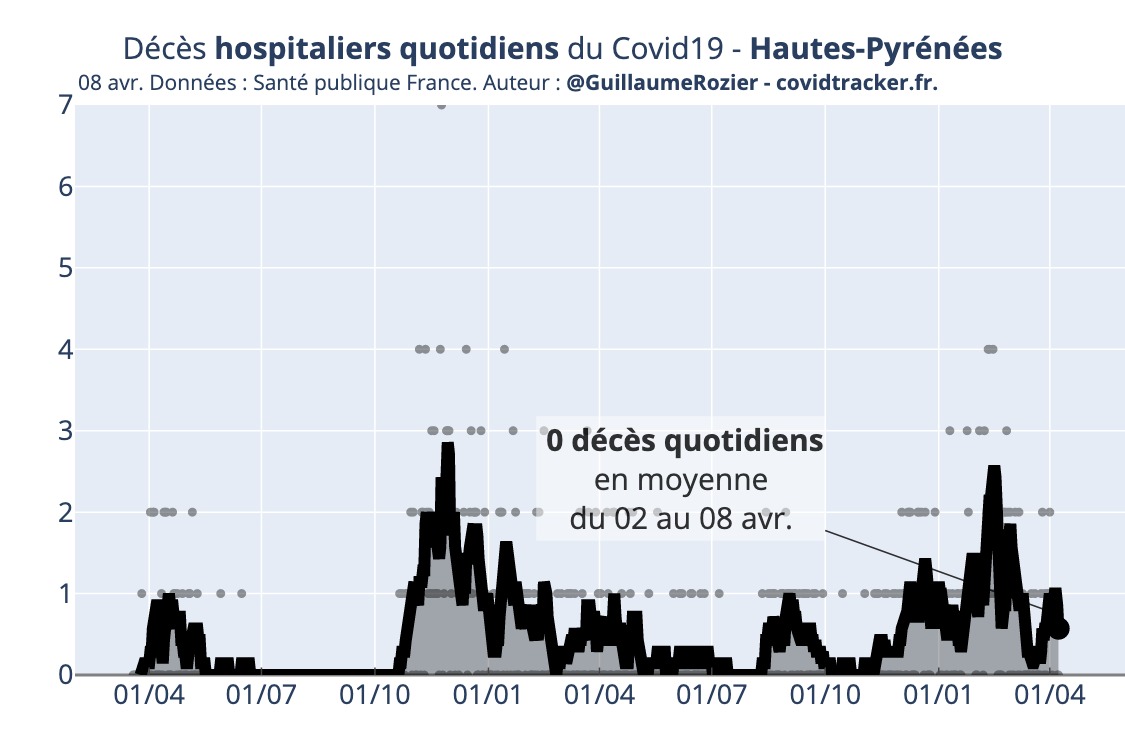 Décès hospitaliers quotidiens du Covid19 - Hautes-Pyrénées
08 avr. Données : Santé publique France. Auteur : @GuillaumeRozier - covidtracker.fr.
7
6
5
4
3
2
1
0
0 décès quotidiens
en moyenne
du 02 au 08 avr.
01/04 01/07 01/10 01/01 01/04 01/07 01/10 01/01 01/04